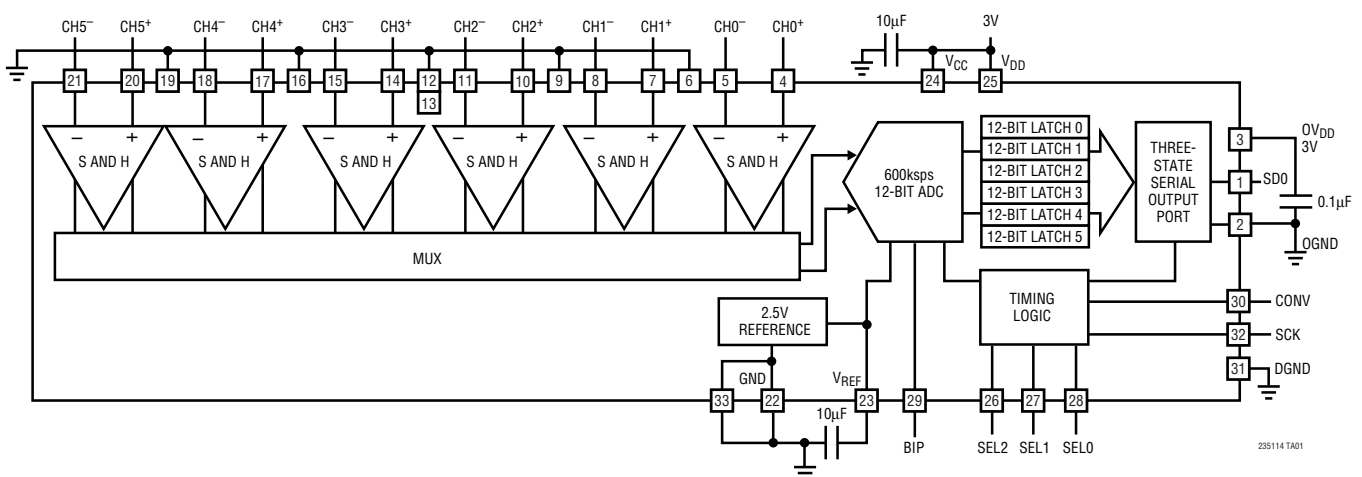 CH5– CH5+ CH4– CH4+ CH3– CH3+ CH2– CH2+ CH1– CH1+ CH0– CH0+ 10µF 3V
21 20 19 18 17 16 15 14 12 11 10 9 8 7 6 5 4 24 VCC 25 VDD
13
– + – + – + – + – + – +
S AND H S AND H S AND H S AND H S AND H S AND H
MUX
600ksps
12-BIT ADC
12-BIT LATCH 0
12-BIT LATCH 1
12-BIT LATCH 2
12-BIT LATCH 3
12-BIT LATCH 4
12-BIT LATCH 5
THREE-
STATE
SERIAL
OUTPUT
PORT
3 OVDD
3V
1 SD0
0.1µF
2
OGND
2.5V
REFERENCE
TIMING
LOGIC
30 CONV
32 SCK
31 DGND
GND VREF
33 22 23 29 26 27 28
10µF
BIP SEL2 SEL1 SEL0
235114 TA01